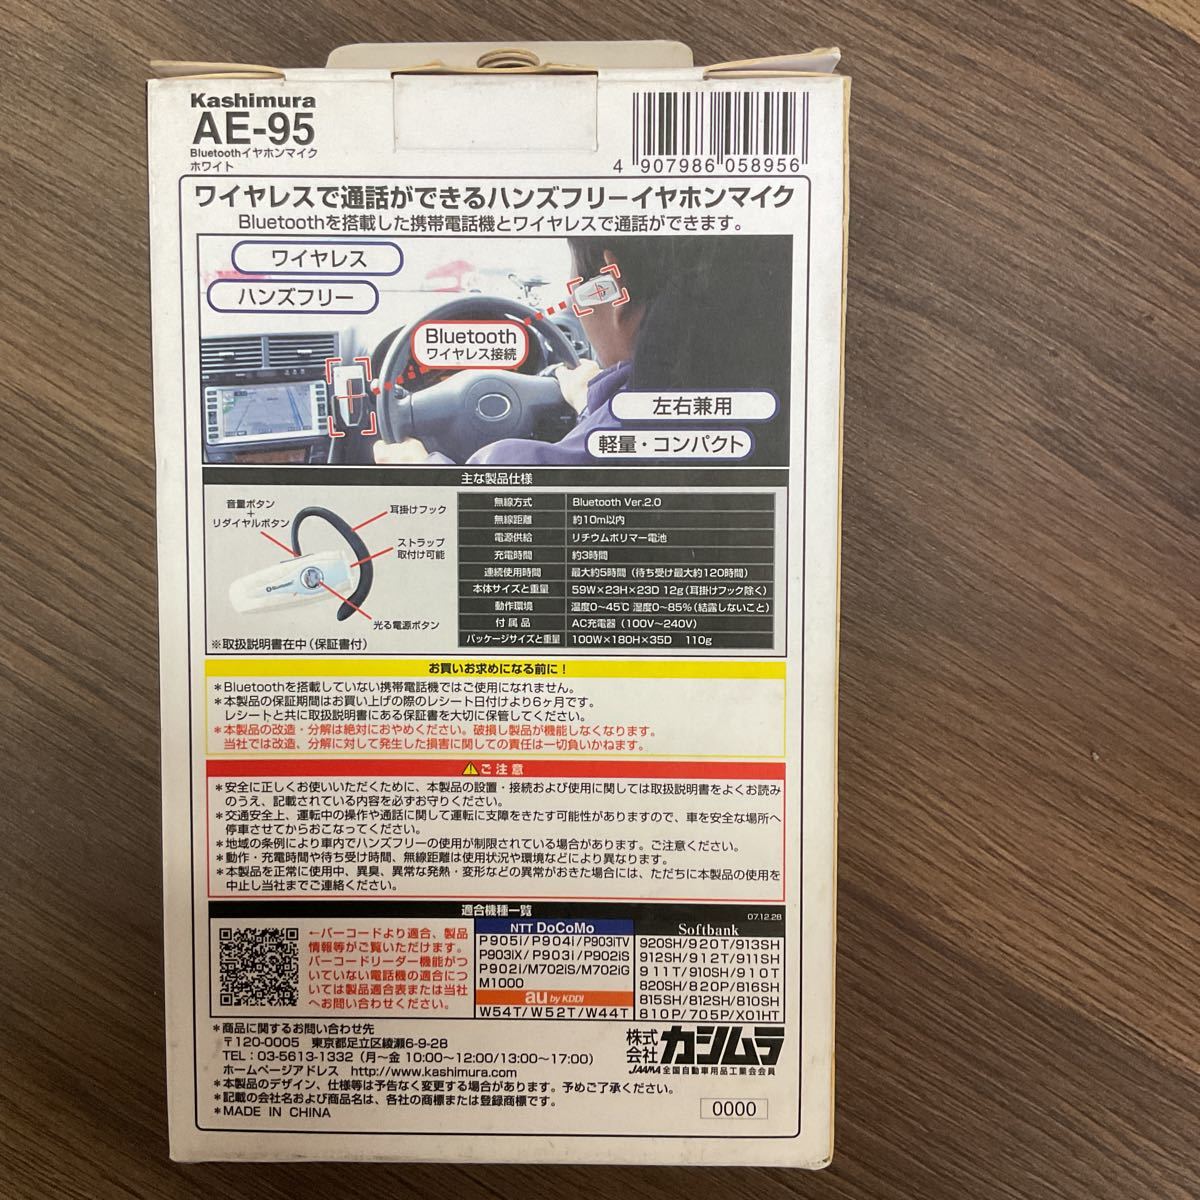 Kashimura
AE-95
Bluetoothイヤホンマイク
ホワイト
4 907986 058956
ワイヤレスで通話ができるハンズフリーイヤホンマイク
Bluetoothを搭載した携帯電話機とワイヤレスで通話ができます。
ワイヤレス
ハンズフリー
Bluetooth
ワイヤレス接続
左右兼用
軽量・コンパクト
主な製品仕様
音量ボタン
+
リダイヤルボタン
耳掛けフック
ストラップ
取付け可能
光る電源ボタン
※取扱説明書在中(保証書付)
無線方式 Bluetooth Ver.2.0
無線距離 約10m以内
電源供給 リチウムポリマー電池
充電時間 約3時間
連続使用時間 最大約5時間(待ち受け最大約120時間)
本体サイズと重量 59W×23H×23D 12g(耳掛けフック除く)
動作環境 温度0~45℃ 湿度0~85%(結露しないこと)
付属品 AC充電器(100V~240V)
パッケージサイズと重量 100W×180H×35D 110g
お買いお求めになる前に!
*Bluetoothを搭載していない携帯電話機ではご使用になれません。
*本製品の保証期間はお買い上げの際のレシート日付けより6ヶ月です。
レシートと共に取扱説明書にある保証書を大切に保管してください。
*本製品の改造・分解は絶対におやめください。破損し製品が機能しなくなります。
当社では改造、分解に対して発生した損害に関しての責任は一切負いかねます。
ご注意
*安全に正しくお使いいただくために、本製品の設置・接続および使用に関しては取扱説明書をよくお読み
のうえ、記載されている内容を必ずお守りください。
*交通安全上、運転中の操作や通話に関して運転に支障をきたす可能性がありますので、車を安全な場所へ
停車させてからおこなってください。
*地域の条例により車内でハンズフリーの使用が制限されている場合があります。ご注意ください。
*動作・充電時間や待ち受け時間、無線距離は使用状況や環境などにより異なります。
*本製品を正常に使用中、異臭、異常な発熱・変形などの異常がおきた場合には、ただちに本製品の使用を
中止し当社までご連絡ください。
適合機種一覧
07.12.28
←バーコードより適合、製品
情報等がご覧いただけます。
バーコードリーダー機能がつ
いていない電話機の適合につ
いては製品適合表または当社
へお問い合わせください。
NTT DoCoMo
P905i/P904i/P903iTV
P903iX/P903i/P902iS
P902i/M702iS/M702iG
M1000
au by KDDI
W54T/W52T/W44T
Softbank
920SH/920T/913SH
912SH/912T/911SH
911T/910SH/910T
820SH/820P/816SH
815SH/812SH/810SH
810P/705P/X01HT
*商品に関するお問い合わせ先
〒120-0005 東京都足立区綾瀬6-9-28
TEL:03-5613-1332(月~金 10:00~12:00/13:00~17:00)
ホームページアドレス http://www.kashimura.com
*本製品のデザイン、仕様等は予告なく変更する場合があります。予めご了承ください。
*記載の会社名および商品名は、各社の商標または登録商標です。
*MADE IN CHINA
株式会社 カシムラ
JAAMA 全国自動車用品工業会会員
0000